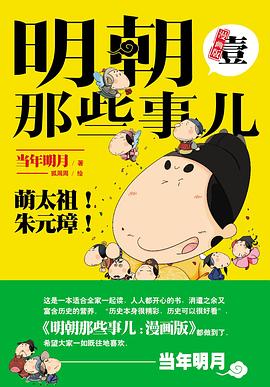 明朝
那些事儿
漫画版
壹
当年明月/著
狐周周/绘
萌太祖！
朱元璋！
这是一本适合全家一起读，人人都开心的书，消遣之余又
富含历史的营养，“历史本身很精彩，历史可以很好看”，
《明朝那些事儿：漫画版》都做到了，
希望大家一如既往地喜欢。
——当年明月